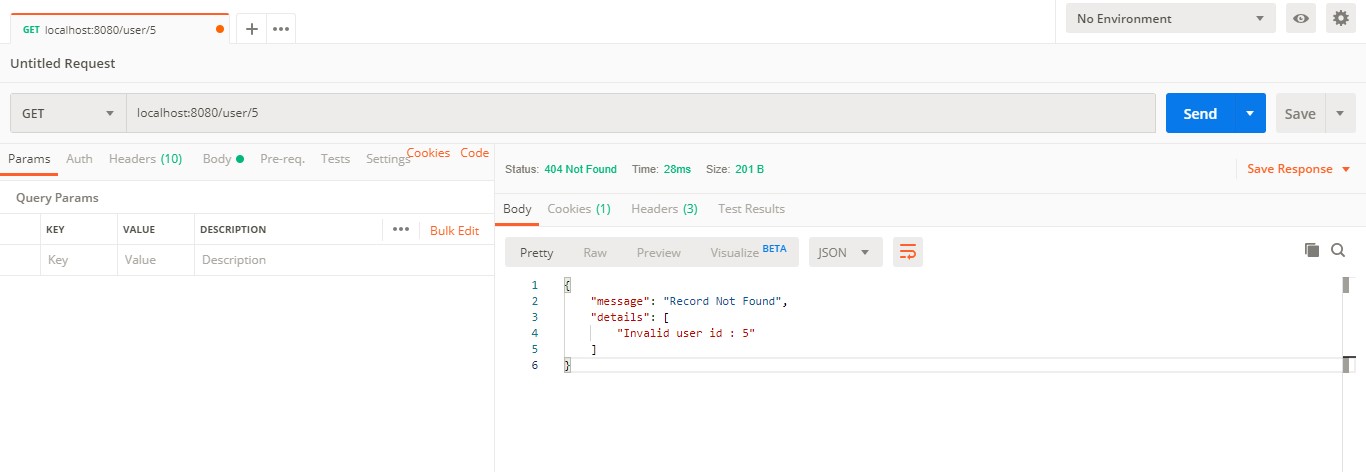 GET localhost:8080/user/5
No Environment
Untitled Request
GET localhost:8080/user/5 Send Save
Params Auth Headers (10) Body Pre-req. Tests Settings Cookies Code
Status: 404 Not Found Time: 28ms Size: 201 B Save Response
Query Params
Body Cookies (1) Headers (3) Test Results
KEY VALUE DESCRIPTION ••• Bulk Edit
Key Value Description
Pretty Raw Preview Visualize BETA JSON
1 {
2 "message": "Record Not Found",
3 "details": [
4 "Invalid user id : 5"
5 ]
6 }